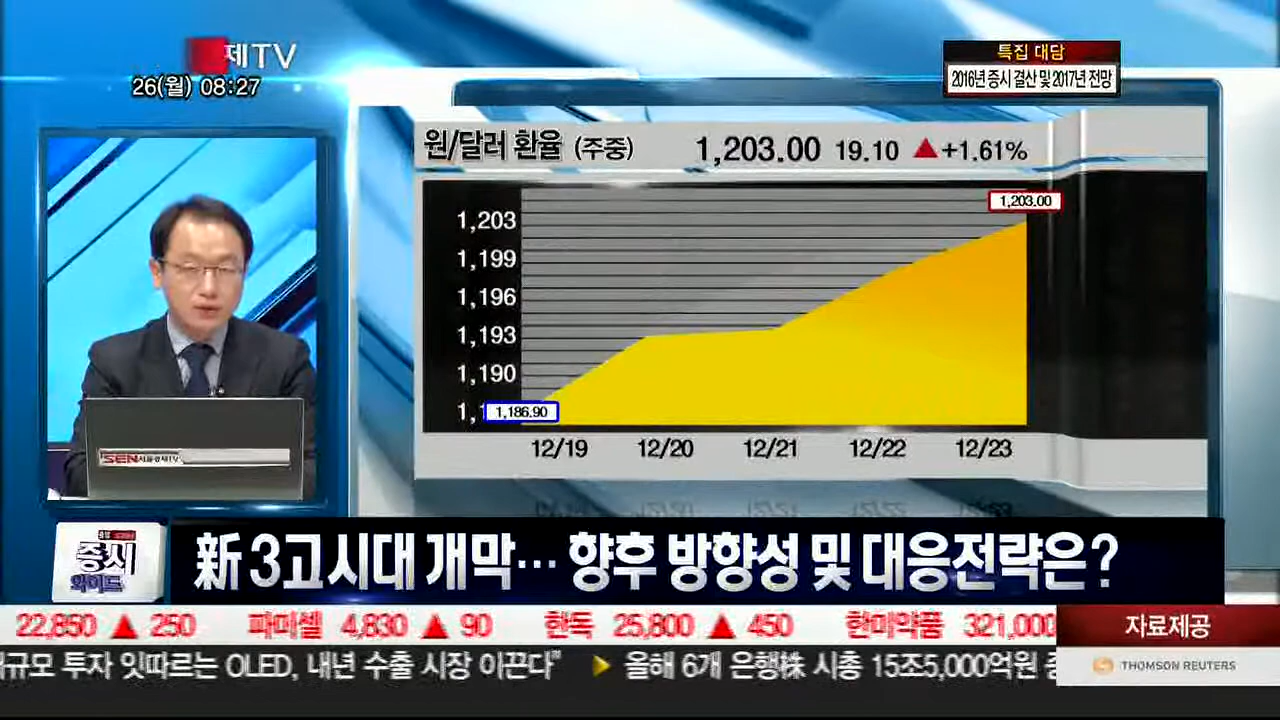 제TV
26(월) 08:27
특집 대담
2016년 증시 결산 및 2017년 전망
원/달러 환율 (주중) 1,203.00 19.10 ▲+1.61%
1,203.00
1,203
1,199
1,196
1,193
1,190
1,186.90
12/19 12/20 12/21 12/22 12/23
SEN서울경제TV
증시
와이드
新 3고시대 개막… 향후 방향성 및 대응전략은?
22,850 ▲ 250 파미셀 4,830 ▲ 90 한독 25,800 ▲ 450 한미약품 321,000
자료제공
규모 투자 잇따르는 OLED, 내년 수출 시장 이끈다” ▶ 올해 6개 은행株 시총 15조5,000억원
THOMSON REUTERS